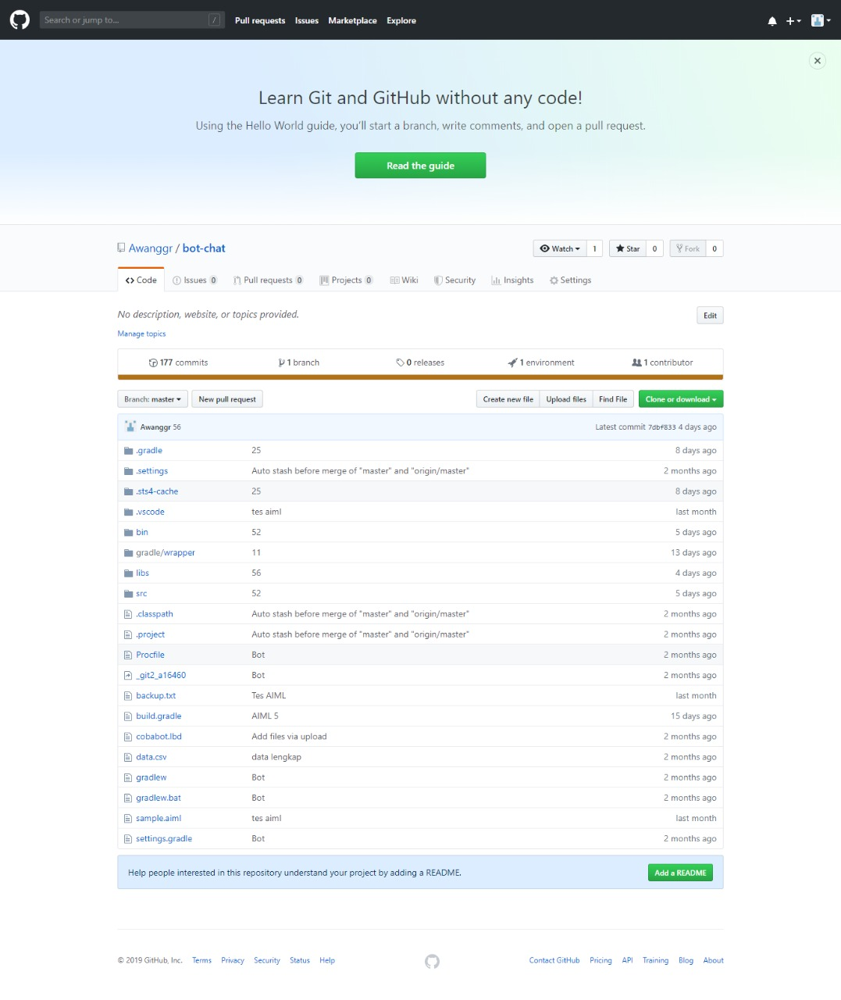 Search or jump to... /
Pull requests Issues Marketplace Explore
Learn Git and GitHub without any code!
Using the Hello World guide, you’ll start a branch, write comments, and open a pull request.
Read the guide
Awanggr / bot-chat
Watch 1 Star 0 Fork 0
Code Issues 0 Pull requests 0 Projects 0 Wiki Security Insights Settings
No description, website, or topics provided. Edit
Manage topics
177 commits 1 branch 0 releases 1 environment 1 contributor
Branch: master New pull request Create new file Upload files Find File Clone or download
Awanggr 56 Latest commit 7dbf833 4 days ago
.gradle 25 8 days ago
.settings Auto stash before merge of "master" and "origin/master" 2 months ago
.sts4-cache 25 8 days ago
.vscode tes aiml last month
bin 52 5 days ago
gradle/wrapper 11 13 days ago
libs 56 4 days ago
src 52 5 days ago
.classpath Auto stash before merge of "master" and "origin/master" 2 months ago
.project Auto stash before merge of "master" and "origin/master" 2 months ago
Procfile Bot 2 months ago
_git2_a16460 Bot 2 months ago
backup.txt Tes AIML last month
build.gradle AIML 5 15 days ago
cobabot.lbd Add files via upload 2 months ago
data.csv data lengkap 2 months ago
gradlew Bot 2 months ago
gradlew.bat Bot 2 months ago
sample.aiml tes aiml last month
settings.gradle Bot 2 months ago
Help people interested in this repository understand your project by adding a README. Add a README
© 2019 GitHub, Inc. Terms Privacy Security Status Help Contact GitHub Pricing API Training Blog About